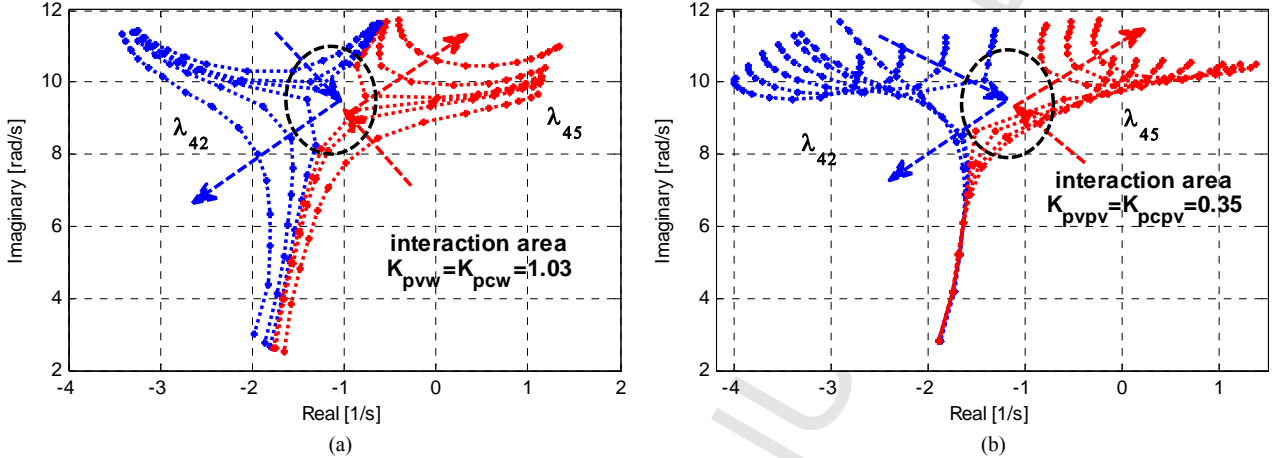 12
10
8
6
4
2
Imaginary [rad/s]
λ42
λ45
interaction area
Kpvw=Kpcw=1.03
-4 -3 -2 -1 0 1 2
Real [1/s]
(a)
12
10
8
6
4
2
Imaginary [rad/s]
λ42
λ45
interaction area
Kpvpv=Kpcpv=0.35
-4 -3 -2 -1 0 1
Real [1/s]
(b)